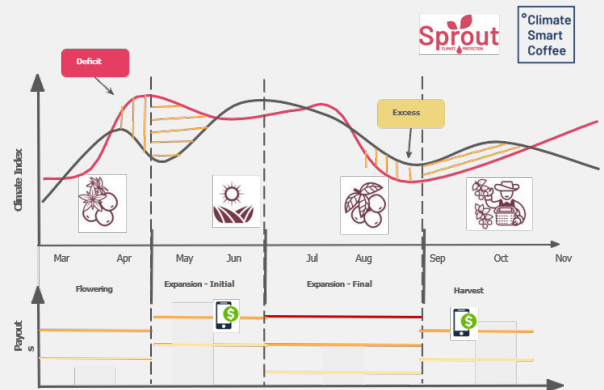 Sprout
CLIMATE PROTECTION
°Climate
Smart
Coffee
Deficit
Excess
Climate Index
Mar
Apr
May
Jun
Jul
Aug
Sep
Oct
Nov
Flowering
Expansion - Initial
Expansion - Final
Harvest
Payout
s
$
$